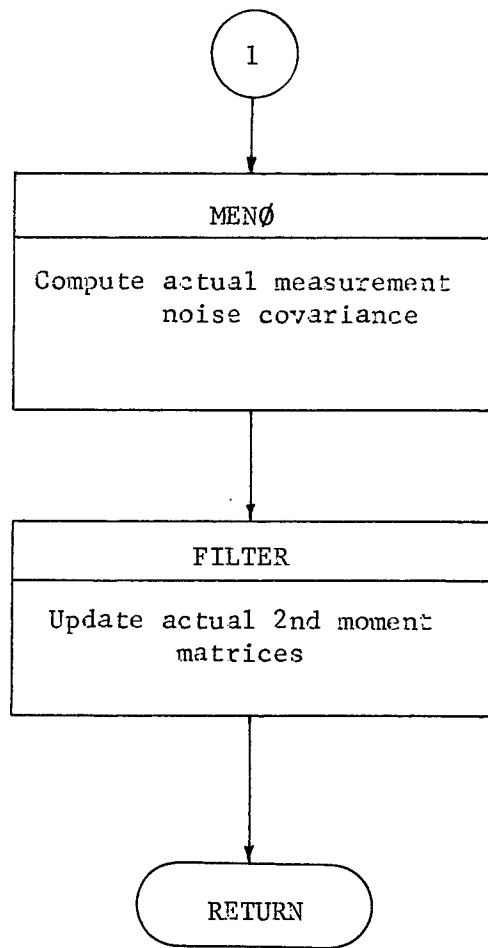 1
MENØ
Compute actual measurement
noise covariance
FILTER
Update actual 2nd moment
matrices
RETURN